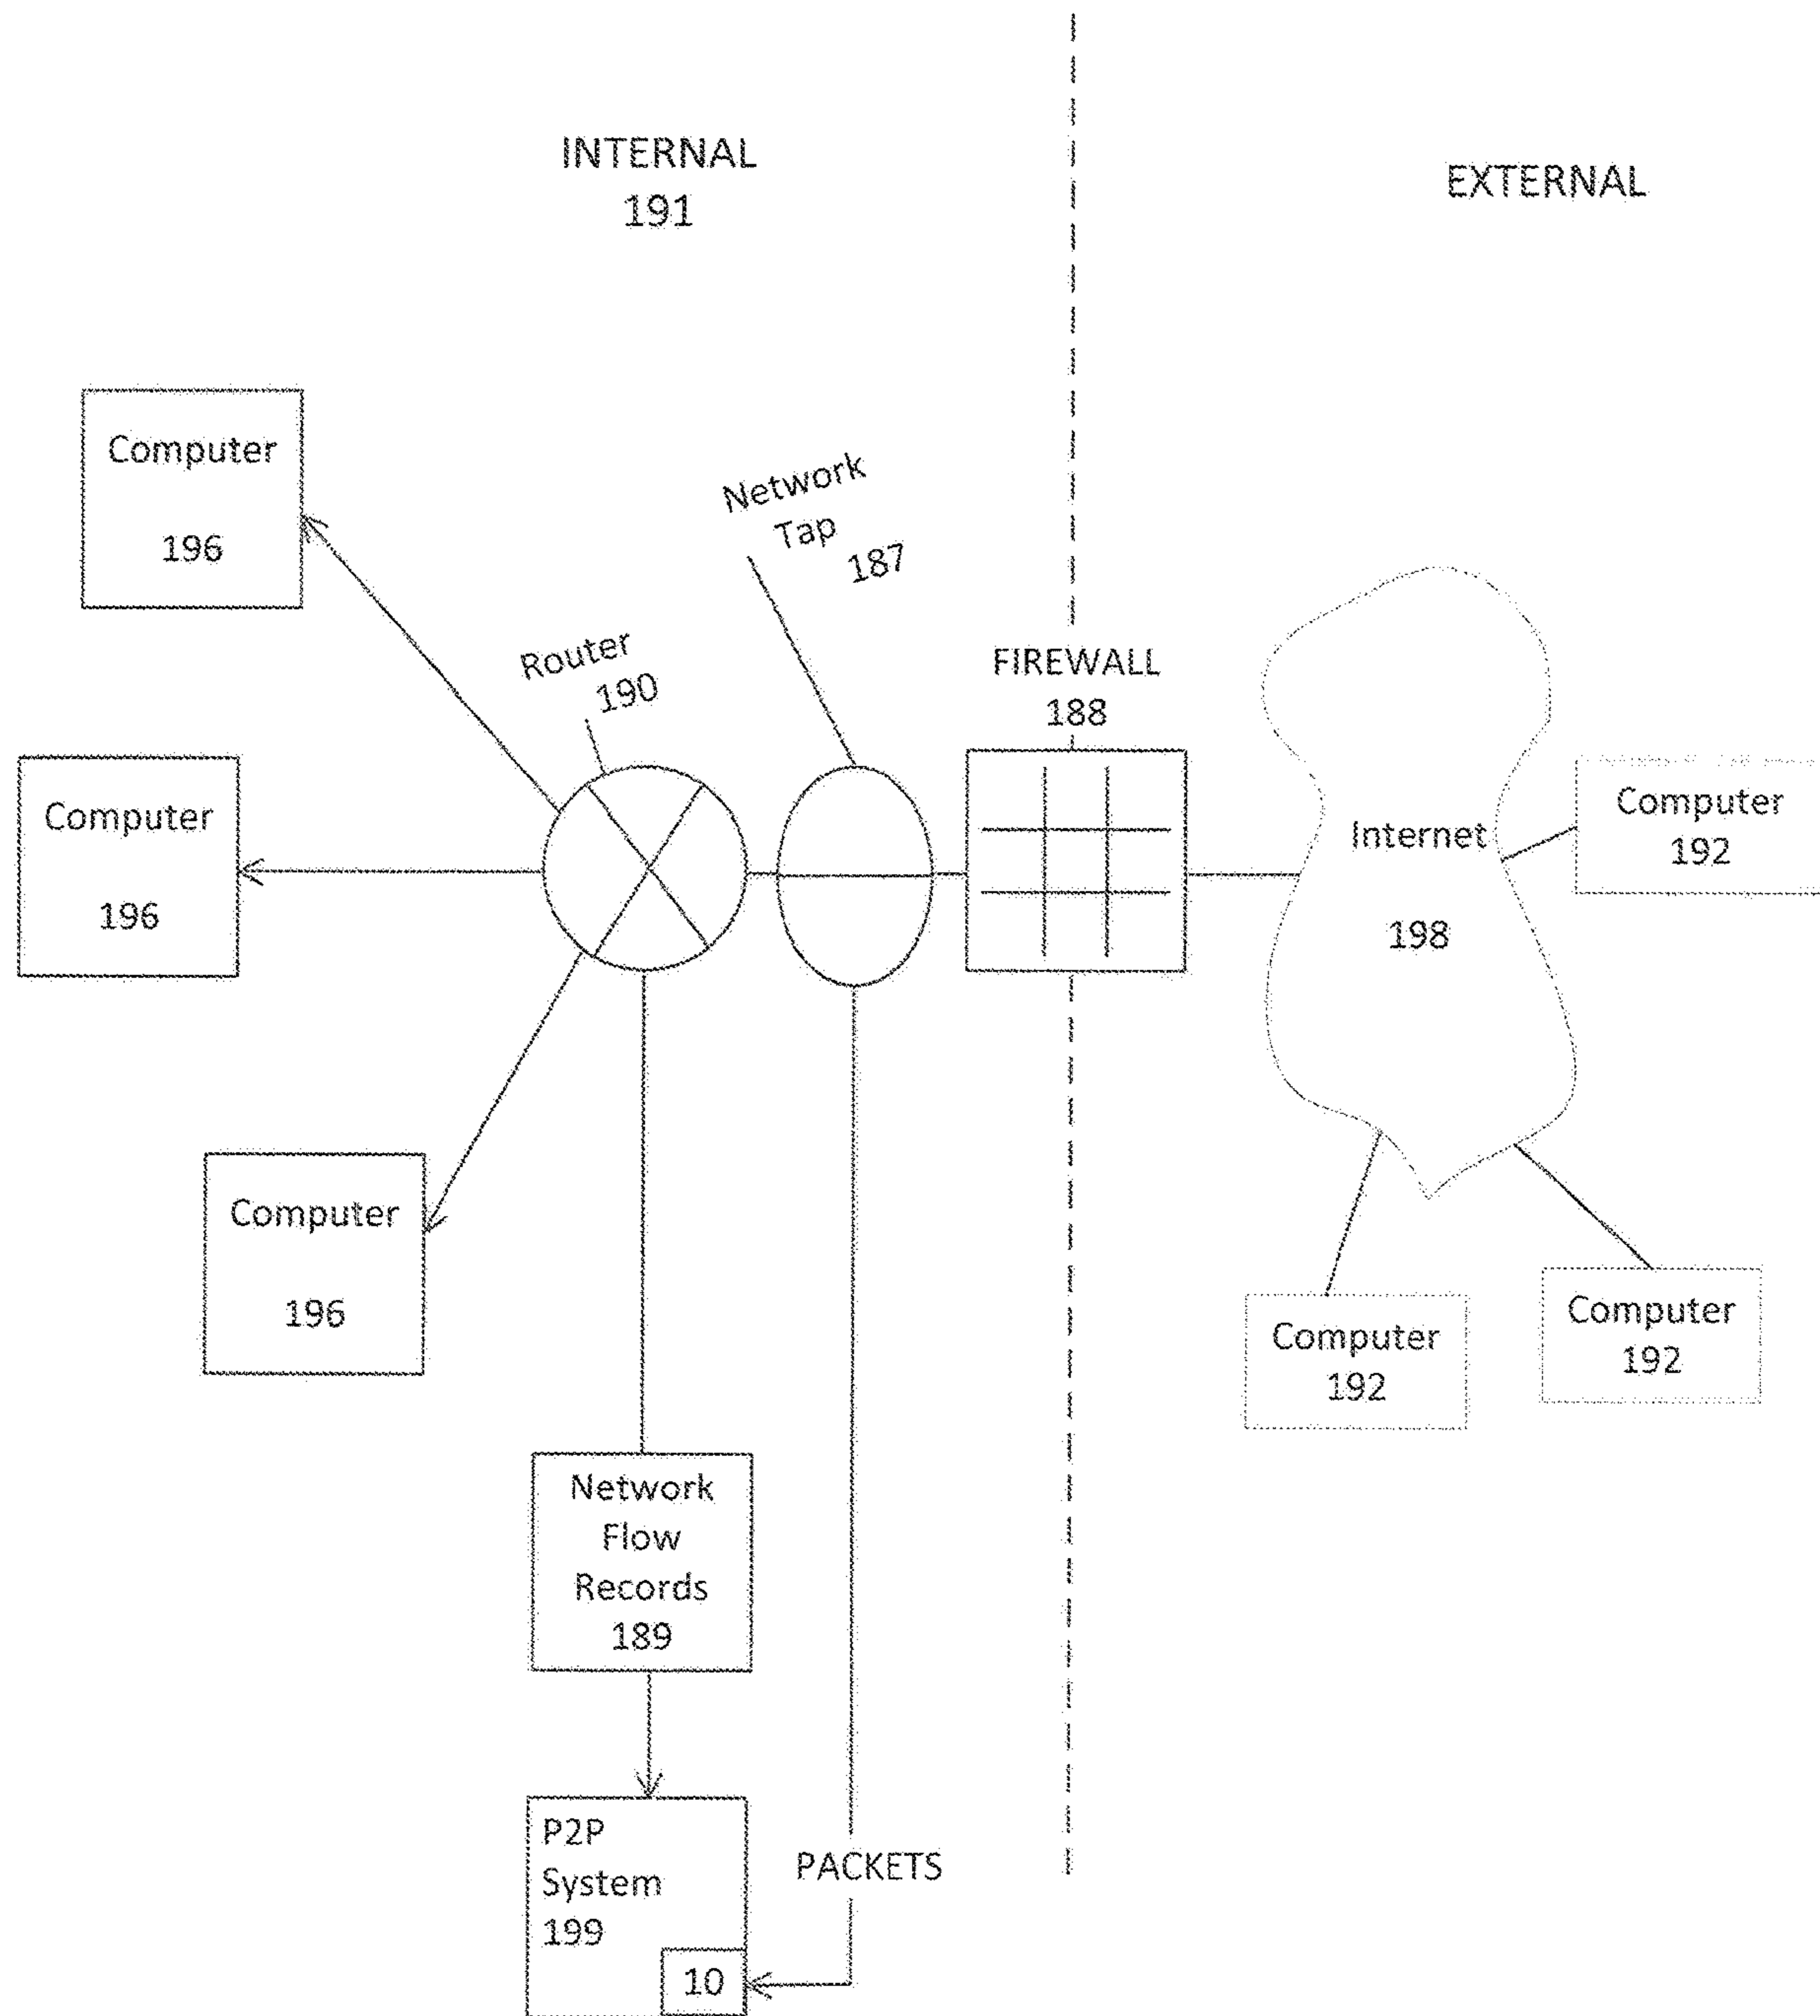 INTERNAL
191
EXTERNAL
Computer
196
Network
Tap
187
Router
190
FIREWALL
188
Computer
196
Internet
198
Computer
192
Computer
196
Computer
192
Computer
192
Network
Flow
Records
189
P2P
System
199
10
PACKETS